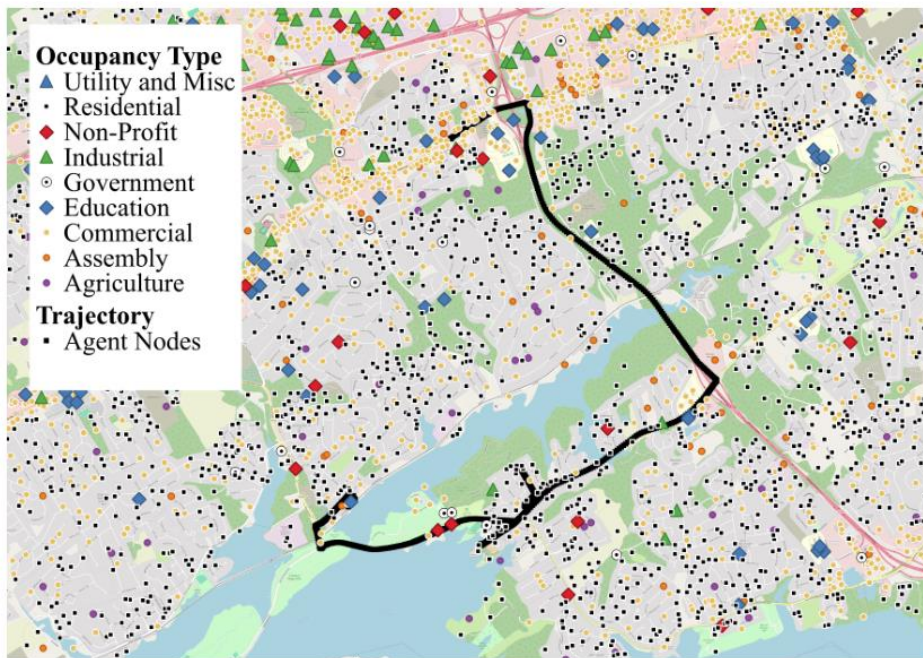 Occupancy Type
Utility and Misc
Residential
Non-Profit
Industrial
Government
Education
Commercial
Assembly
Agriculture
Trajectory
Agent Nodes